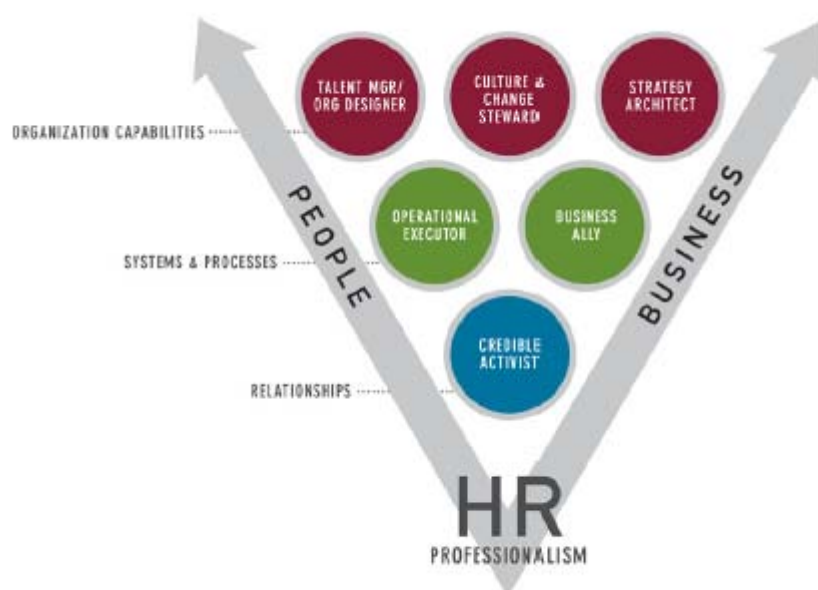 TALENT MGR/
ORG DESIGNER
CULTURE &
CHANGE
STEWARD
STRATEGY
ARCHITECT
ORGANIZATION CAPABILITIES
PEOPLE
BUSINESS
OPERATIONAL
EXECUTOR
BUSINESS
ALLY
SYSTEMS & PROCESSES
CREDIBLE
ACTIVIST
RELATIONSHIPS
HR
PROFESSIONALISM